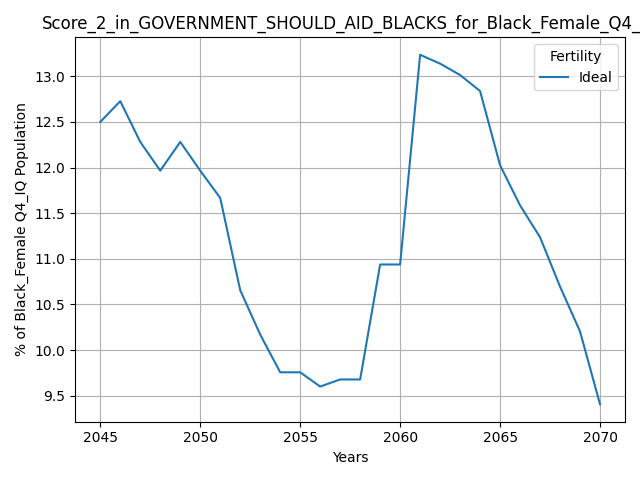 Score_2_in_GOVERNMENT_SHOULD_AID_BLACKS_for_Black_Female_Q4_
Fertility
Ideal
13.0
12.5
12.0
11.5
11.0
10.5
10.0
9.5
% of Black_Female Q4_IQ Population
2045
2050
2055
2060
2065
2070
Years